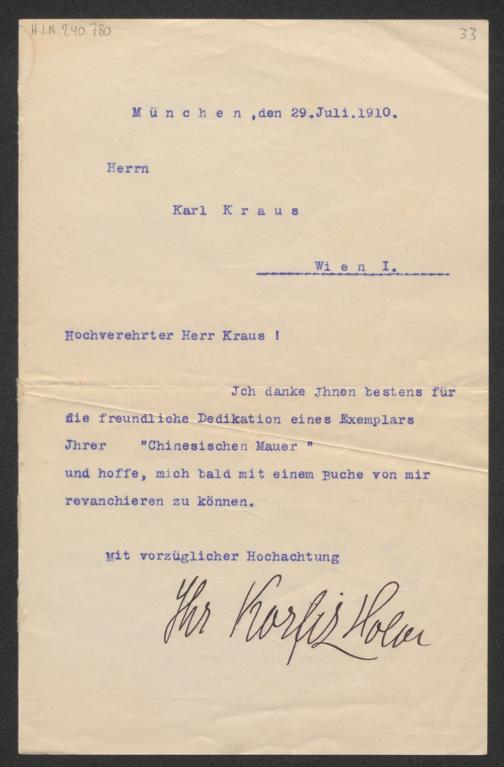 H.I.N. 240 780
33
München, den 29.Juli.1910.
Herrn
Karl Kraus
Wien I.
Hochverehrter Herr Kraus !
Jch danke Jhnen bestens für
die freundliche Dedikation eines Exemplars
Jhrer "Chinesischen Mauer "
und hoffe, mich bald mit einem Buche von mir
revanchieren zu können.
Mit vorzüglicher Hochachtung
Ihr Korfiz Holm